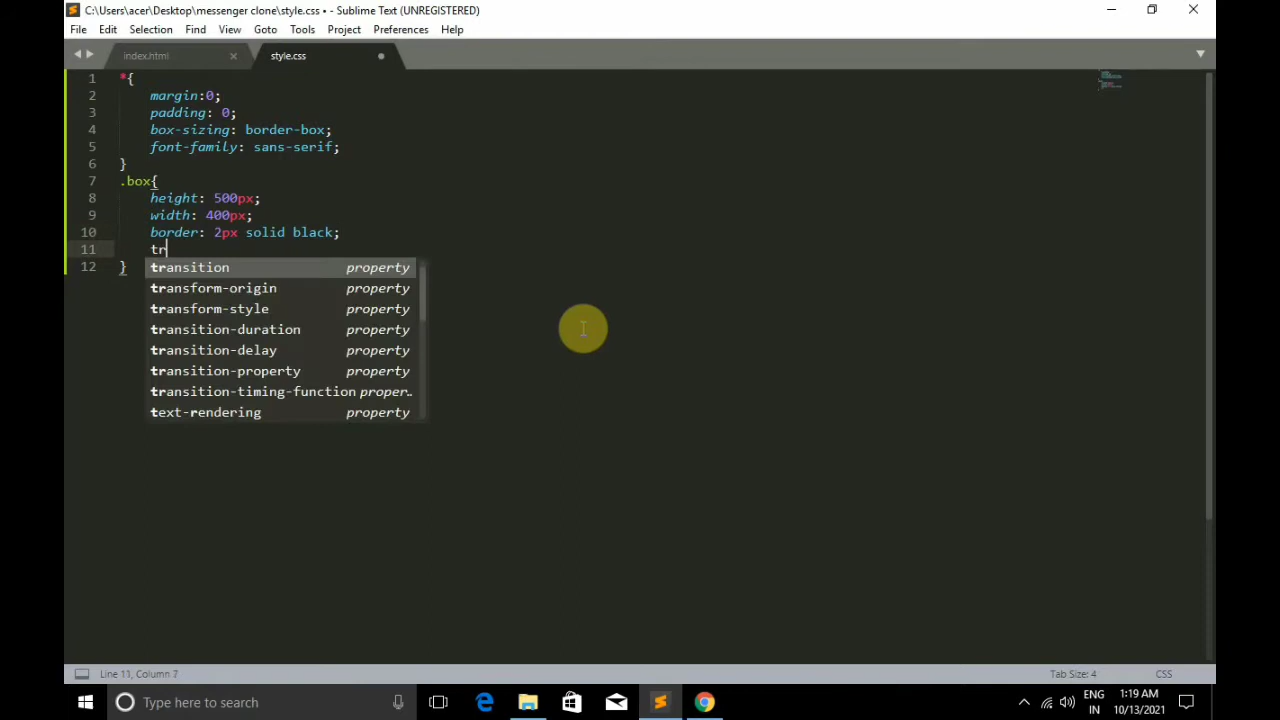 C:\Users\acer\Desktop\messenger clone\style.css • - Sublime Text (UNREGISTERED)
File Edit Selection Find View Goto Tools Project Preferences Help
index.html style.css
1 *{
2 margin:0;
3 padding: 0;
4 box-sizing: border-box;
5 font-family: sans-serif;
6 }
7 .box{
8 height: 500px;
9 width: 400px;
10 border: 2px solid black;
11 tr
12 }
transition property
transform-origin property
transform-style property
transition-duration property
transition-delay property
transition-property property
transition-timing-function proper..
text-rendering property
Line 11, Column 7 Tab Size: 4 CSS
Type here to search
ENG 1:19 AM
IN 10/13/2021